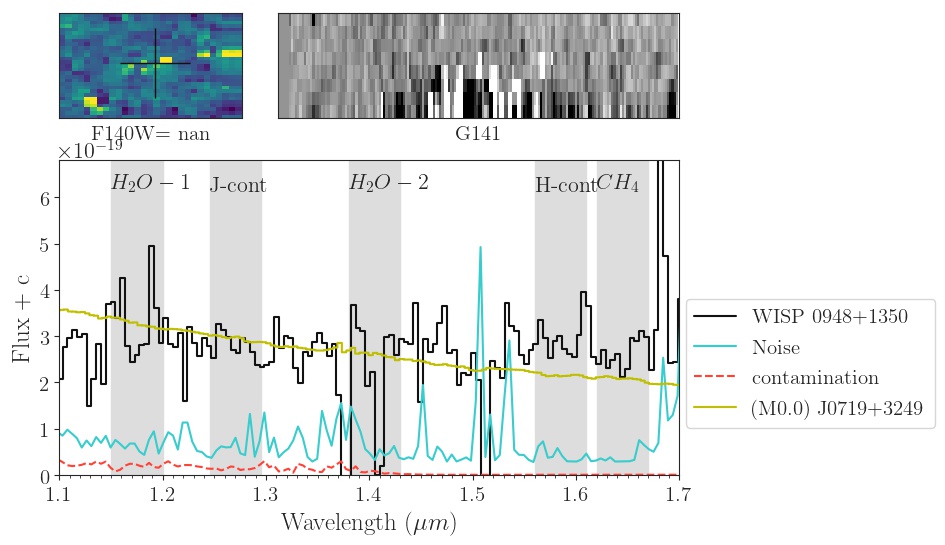 F140W= nan
G141
×10⁻¹⁹
H₂O − 1
J-cont
H₂O − 2
H-cont
CH₄
Flux + c
6
5
4
3
2
1
0
1.1
1.2
1.3
1.4
1.5
1.6
1.7
Wavelength (μm)
WISP 0948+1350
Noise
contamination
(M0.0) J0719+3249